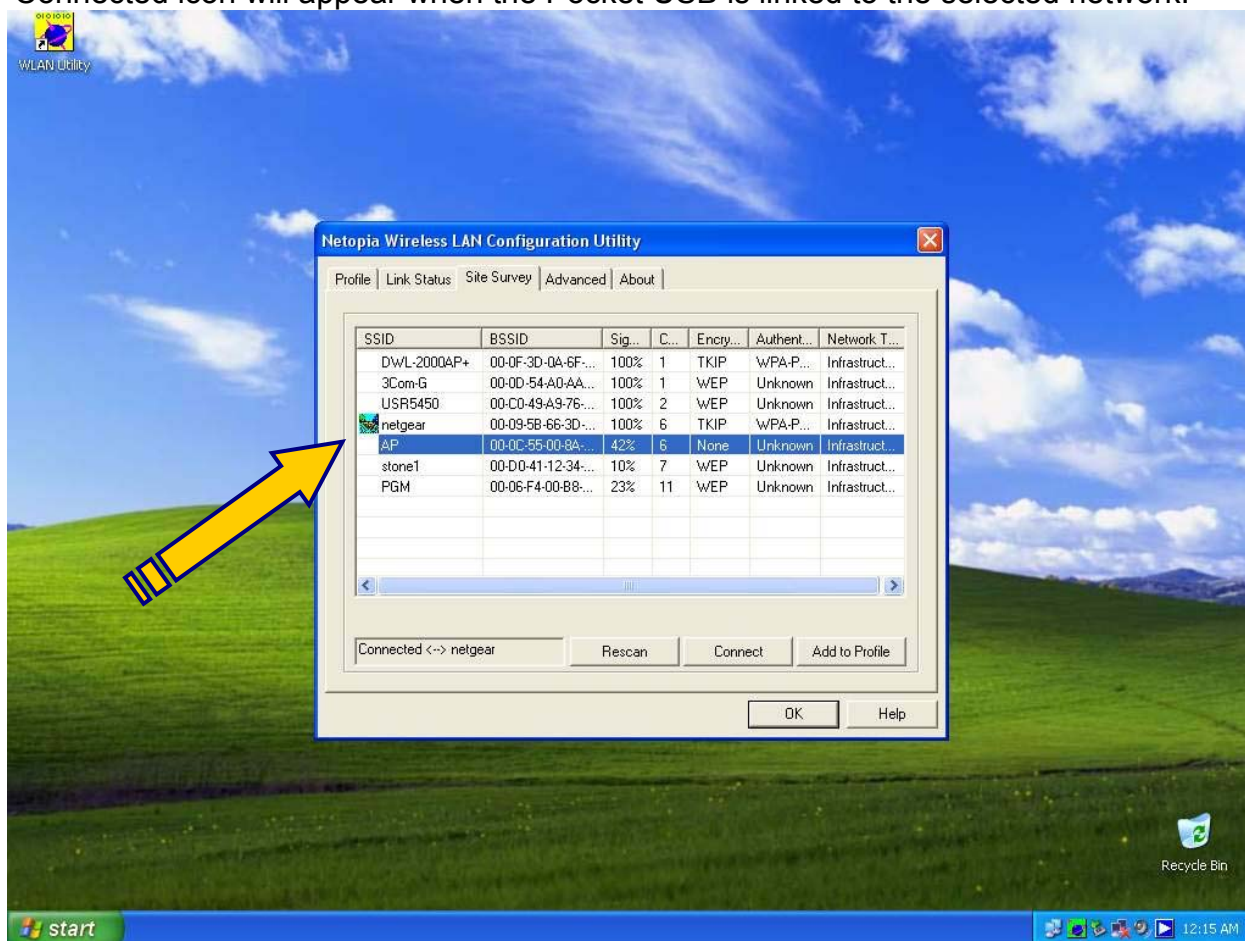 Connected icon will appear when the Pocket USB is linked to the selected network.
WLAN Utility
Netopia Wireless LAN Configuration Utility
Profile Link Status Site Survey Advanced About
SSID BSSID Sig... C... Encry... Authent... Network T...
DWL-2000AP+ 00-0F-3D-0A-6F-... 100% 1 TKIP WPA-P... Infrastruct...
3Com-G 00-0D-54-A0-AA... 100% 1 WEP Unknown Infrastruct...
USR5450 00-C0-49-A9-76-... 100% 2 WEP Unknown Infrastruct...
netgear 00-09-5B-66-3D-... 100% 6 TKIP WPA-P... Infrastruct...
AP 00-0C-55-00-8A-... 42% 6 None Unknown Infrastruct...
stone1 00-D0-41-12-34-... 10% 7 WEP Unknown Infrastruct...
PGM 00-06-F4-00-B8-... 23% 11 WEP Unknown Infrastruct...
Connected <--> netgear Rescan Connect Add to Profile
OK Help
Recycle Bin
start 12:15 AM